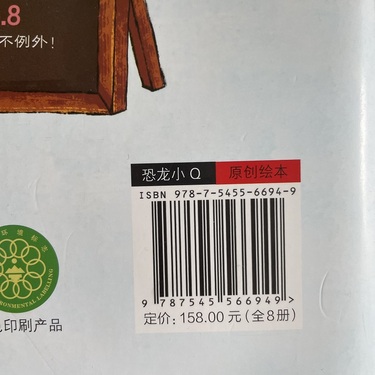 .8
不例外！
恐龙小Q 原创绘本
ISBN 978-7-5455-6694-9
9 787545 566949 >
定价：158.00元（全8册）
印刷产品